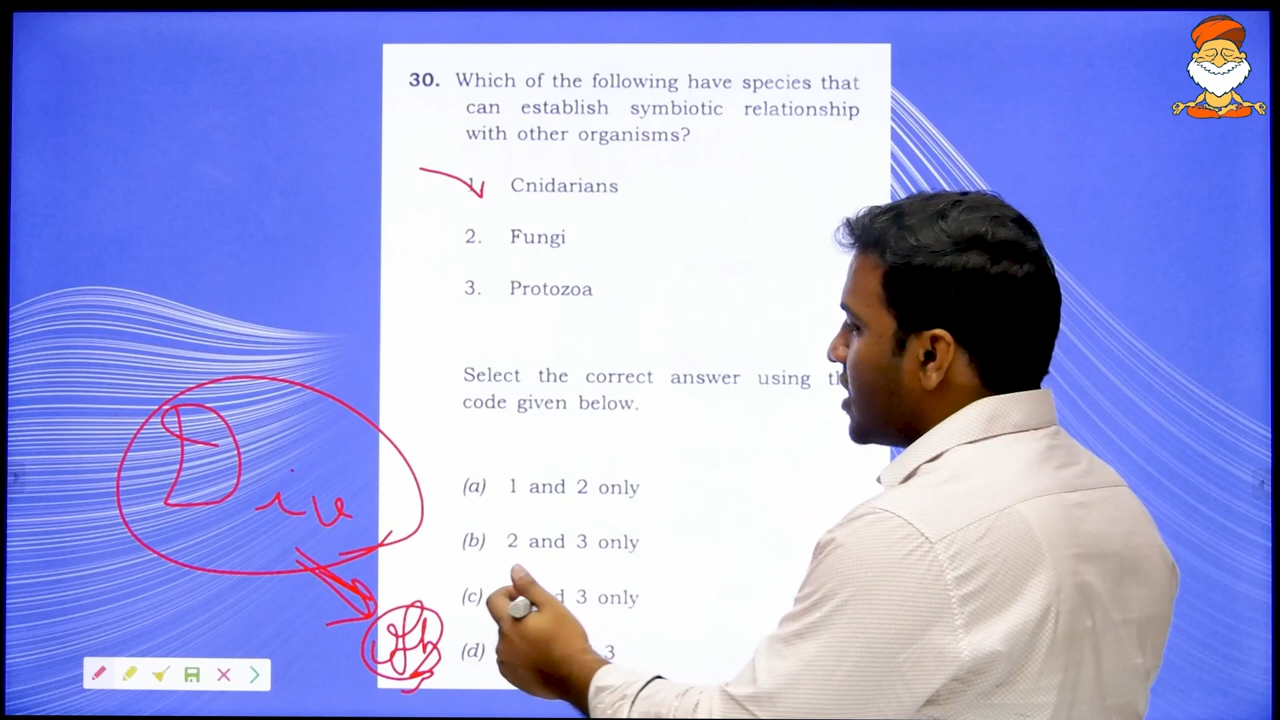 30. Which of the following have species that
can establish symbiotic relationship
with other organisms?
1. Cnidarians
2. Fungi
3. Protozoa
Select the correct answer using
code given below.
(a) 1 and 2 only
(b) 2 and 3 only
(c) 3 only
(d) 3
Div